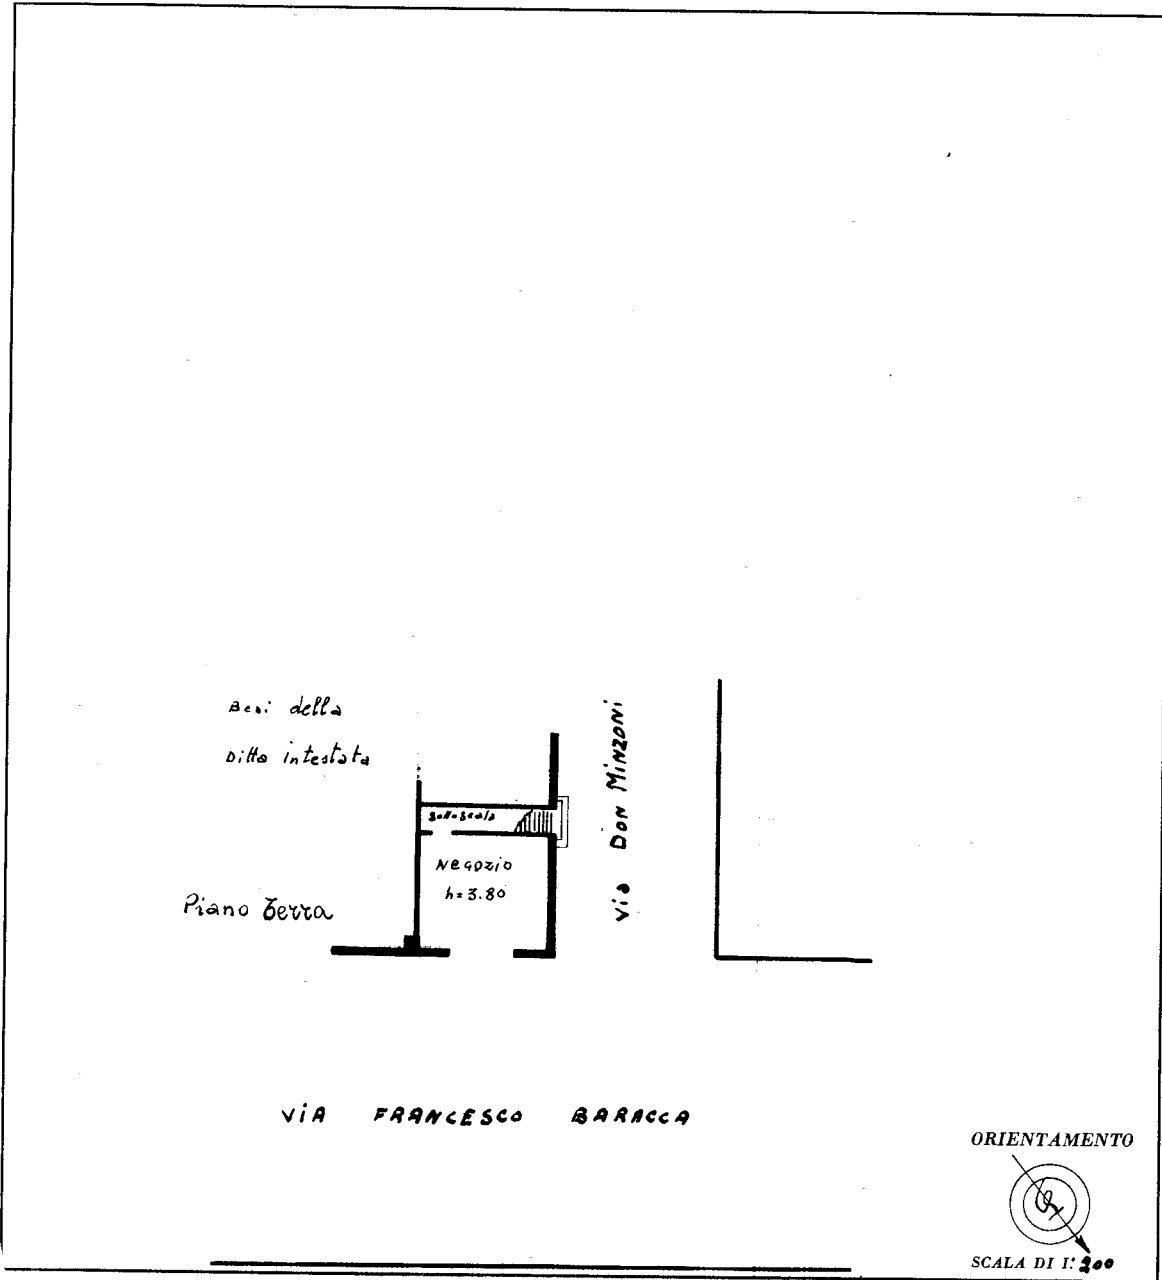 Beni della
Ditta intestata
Sottoscala
Negozio
h=3.80
Via Don MINZONI
Piano Terra
ViA FRANCESCO BARACCA
ORIENTAMENTO
SCALA DI 1: 200